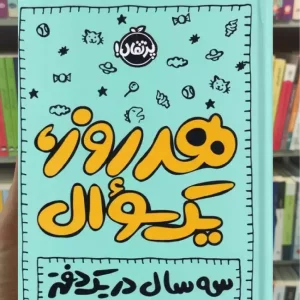 پرتقال!
هر روز،
یک سؤال
سه سال در یک دفتر